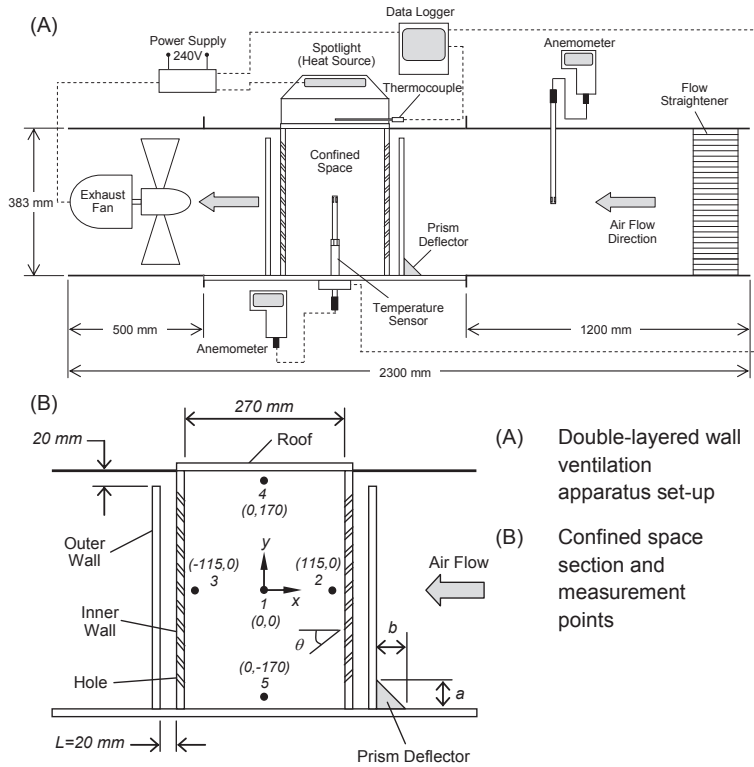 (A)
Data Logger
Power Supply
240V
Spotlight
(Heat Source)
Anemometer
Thermocouple
Flow
Straightener
Confined
Space
383 mm
Exhaust
Fan
Prism
Deflector
Air Flow
Direction
Temperature
Sensor
500 mm
Anemometer
1200 mm
2300 mm
(B)
270 mm
20 mm
Roof
4
(0,170)
Outer
Wall
(-115,0)
3
y
x
1
(0,0)
(115,0)
2
Air Flow
Inner
Wall
θ
b
Hole
(0,-170)
5
a
L=20 mm
Prism Deflector
(A) Double-layered wall
ventilation
apparatus set-up
(B) Confined space
section and
measurement
points